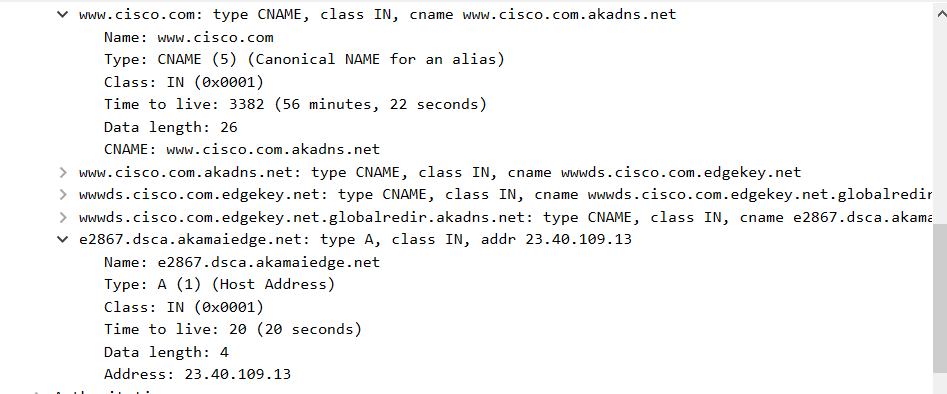 www.cisco.com: type CNAME, class IN, cname www.cisco.com.akadns.net
Name: www.cisco.com
Type: CNAME (5) (Canonical NAME for an alias)
Class: IN (0x0001)
Time to live: 3382 (56 minutes, 22 seconds)
Data length: 26
CNAME: www.cisco.com.akadns.net
www.cisco.com.akadns.net: type CNAME, class IN, cname wwwds.cisco.com.edgekey.net
wwwds.cisco.com.edgekey.net: type CNAME, class IN, cname wwwds.cisco.com.edgekey.net.globalredir
wwwds.cisco.com.edgekey.net.globalredir.akadns.net: type CNAME, class IN, cname e2867.dsca.akama
e2867.dsca.akamaiedge.net: type A, class IN, addr 23.40.109.13
Name: e2867.dsca.akamaiedge.net
Type: A (1) (Host Address)
Class: IN (0x0001)
Time to live: 20 (20 seconds)
Data length: 4
Address: 23.40.109.13